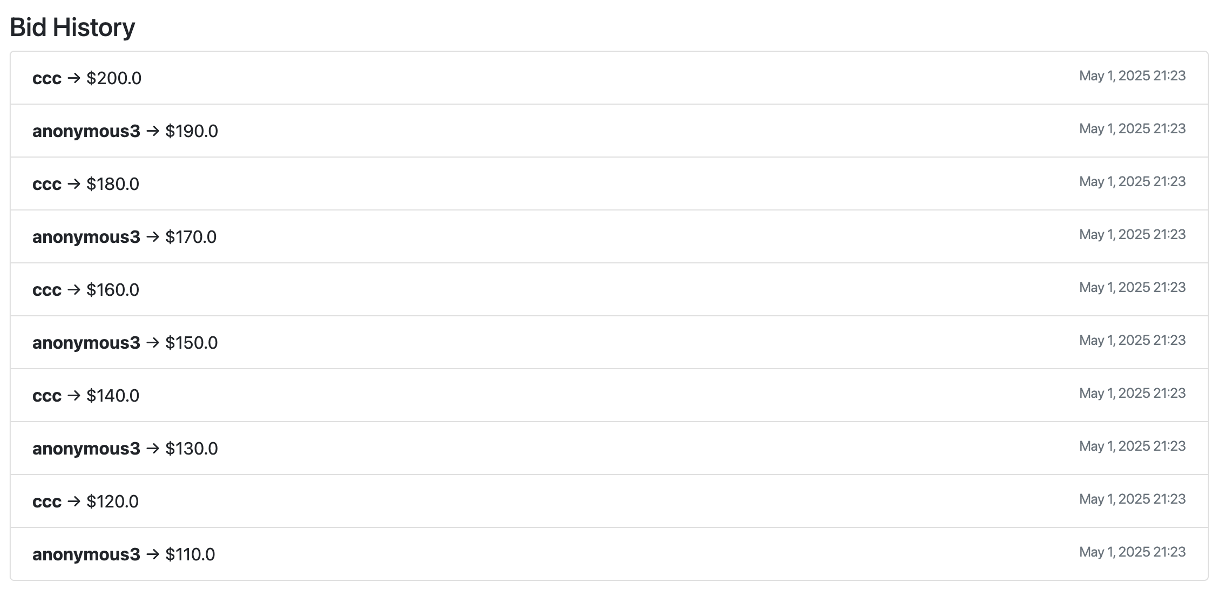 Bid History
ccc → $200.0 May 1, 2025 21:23
anonymous3 → $190.0 May 1, 2025 21:23
ccc → $180.0 May 1, 2025 21:23
anonymous3 → $170.0 May 1, 2025 21:23
ccc → $160.0 May 1, 2025 21:23
anonymous3 → $150.0 May 1, 2025 21:23
ccc → $140.0 May 1, 2025 21:23
anonymous3 → $130.0 May 1, 2025 21:23
ccc → $120.0 May 1, 2025 21:23
anonymous3 → $110.0 May 1, 2025 21:23